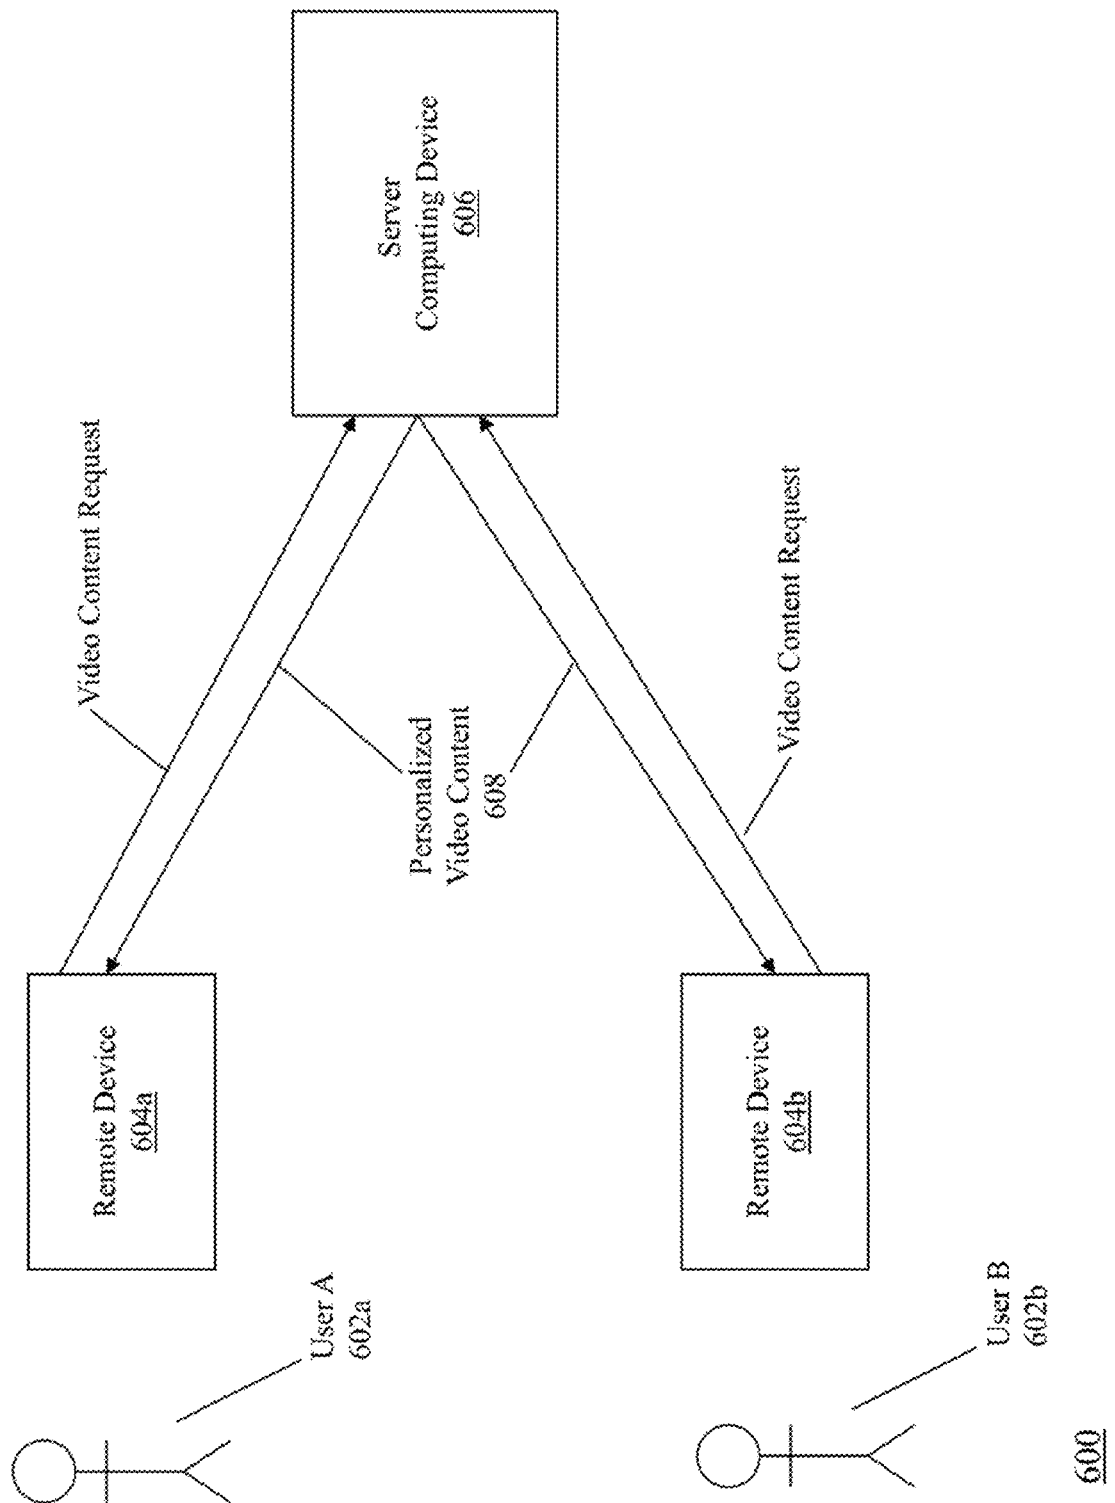 User A
602a
Remote Device
604a
Video Content Request
Server
Computing Device
606
Personalized
Video Content
608
User B
602b
Remote Device
604b
Video Content Request
600